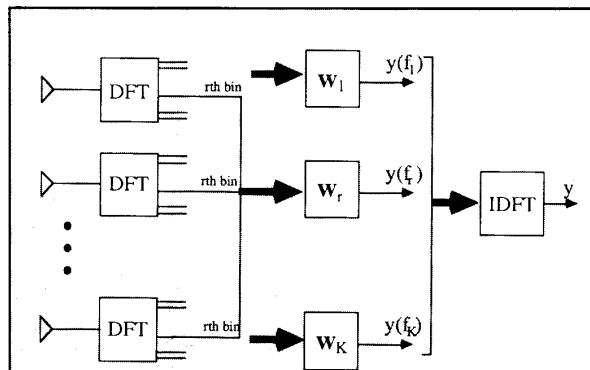 DFT
rth bin
w1
y(f1)
DFT
rth bin
wr
y(fr)
IDFT
y
DFT
rth bin
wK
y(fK)